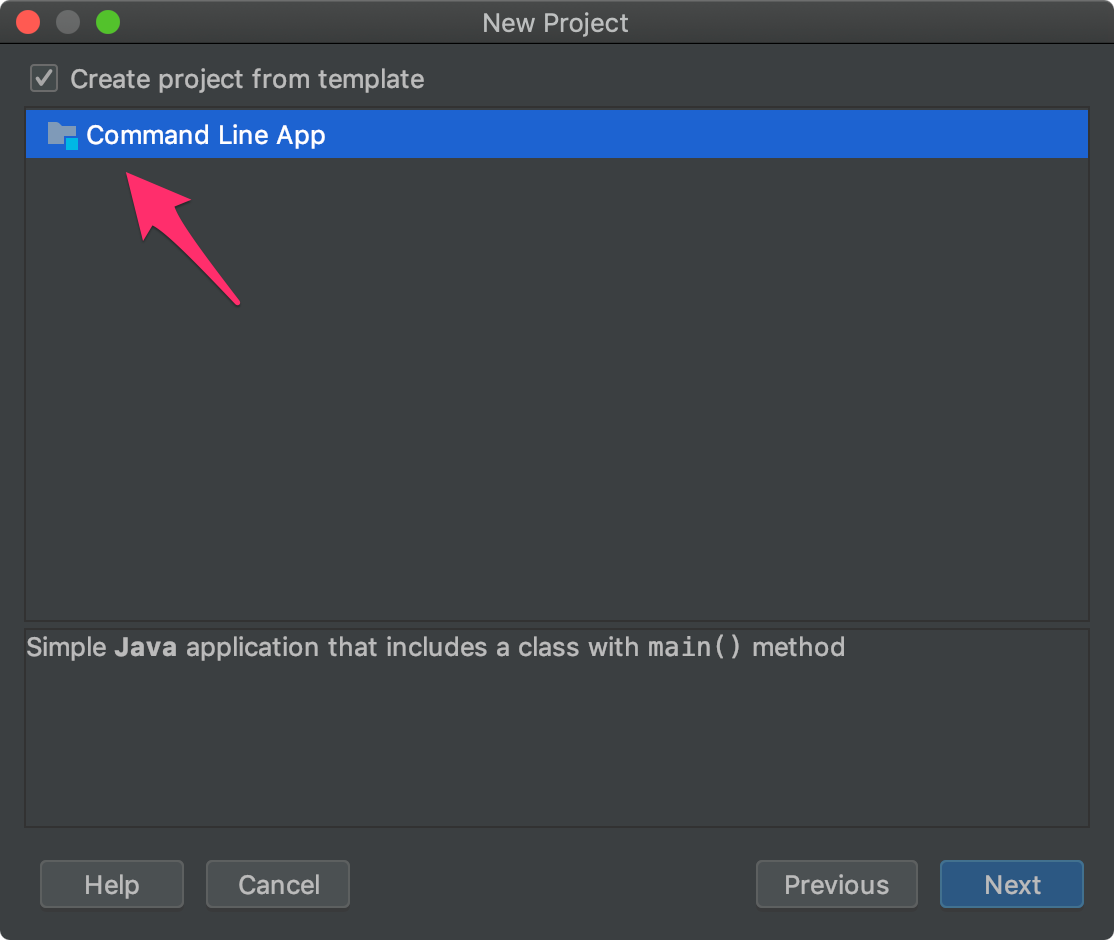 New Project
Create project from template
Command Line App
Simple Java application that includes a class with main() method
Help
Cancel
Previous
Next